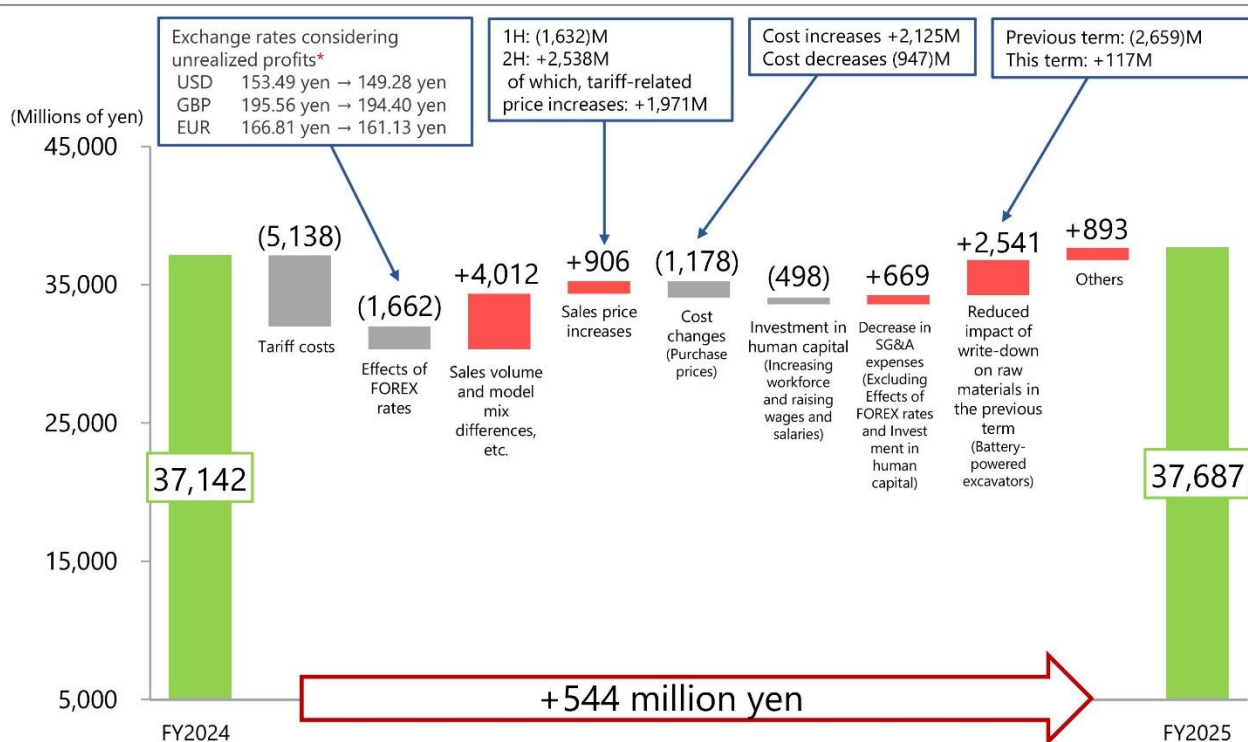 Exchange rates considering
unrealized profits*
USD 153.49 yen → 149.28 yen
GBP 195.56 yen → 194.40 yen
EUR 166.81 yen → 161.13 yen
1H: (1,632)M
2H: +2,538M
of which, tariff-related
price increases: +1,971M
Cost increases +2,125M
Cost decreases (947)M
Previous term: (2,659)M
This term: +117M
(Millions of yen)
45,000
35,000
25,000
15,000
5,000
37,142
FY2024
(5,138)
Tariff costs
(1,662)
Effects of
FOREX
rates
+4,012
Sales volume
and model
mix
differences,
etc.
+906
Sales price
increases
(1,178)
Cost
changes
(Purchase
prices)
(498)
Investment in
human capital
(Increasing
workforce
and raising
wages and
salaries)
+669
Decrease in
SG&A
expenses
(Excluding
Effects of
FOREX rates
and Invest
ment in
human
capital)
+2,541
Reduced
impact of
write-down
on raw
materials in
the previous
term
(Battery-
powered
excavators)
+893
Others
37,687
FY2025
+544 million yen